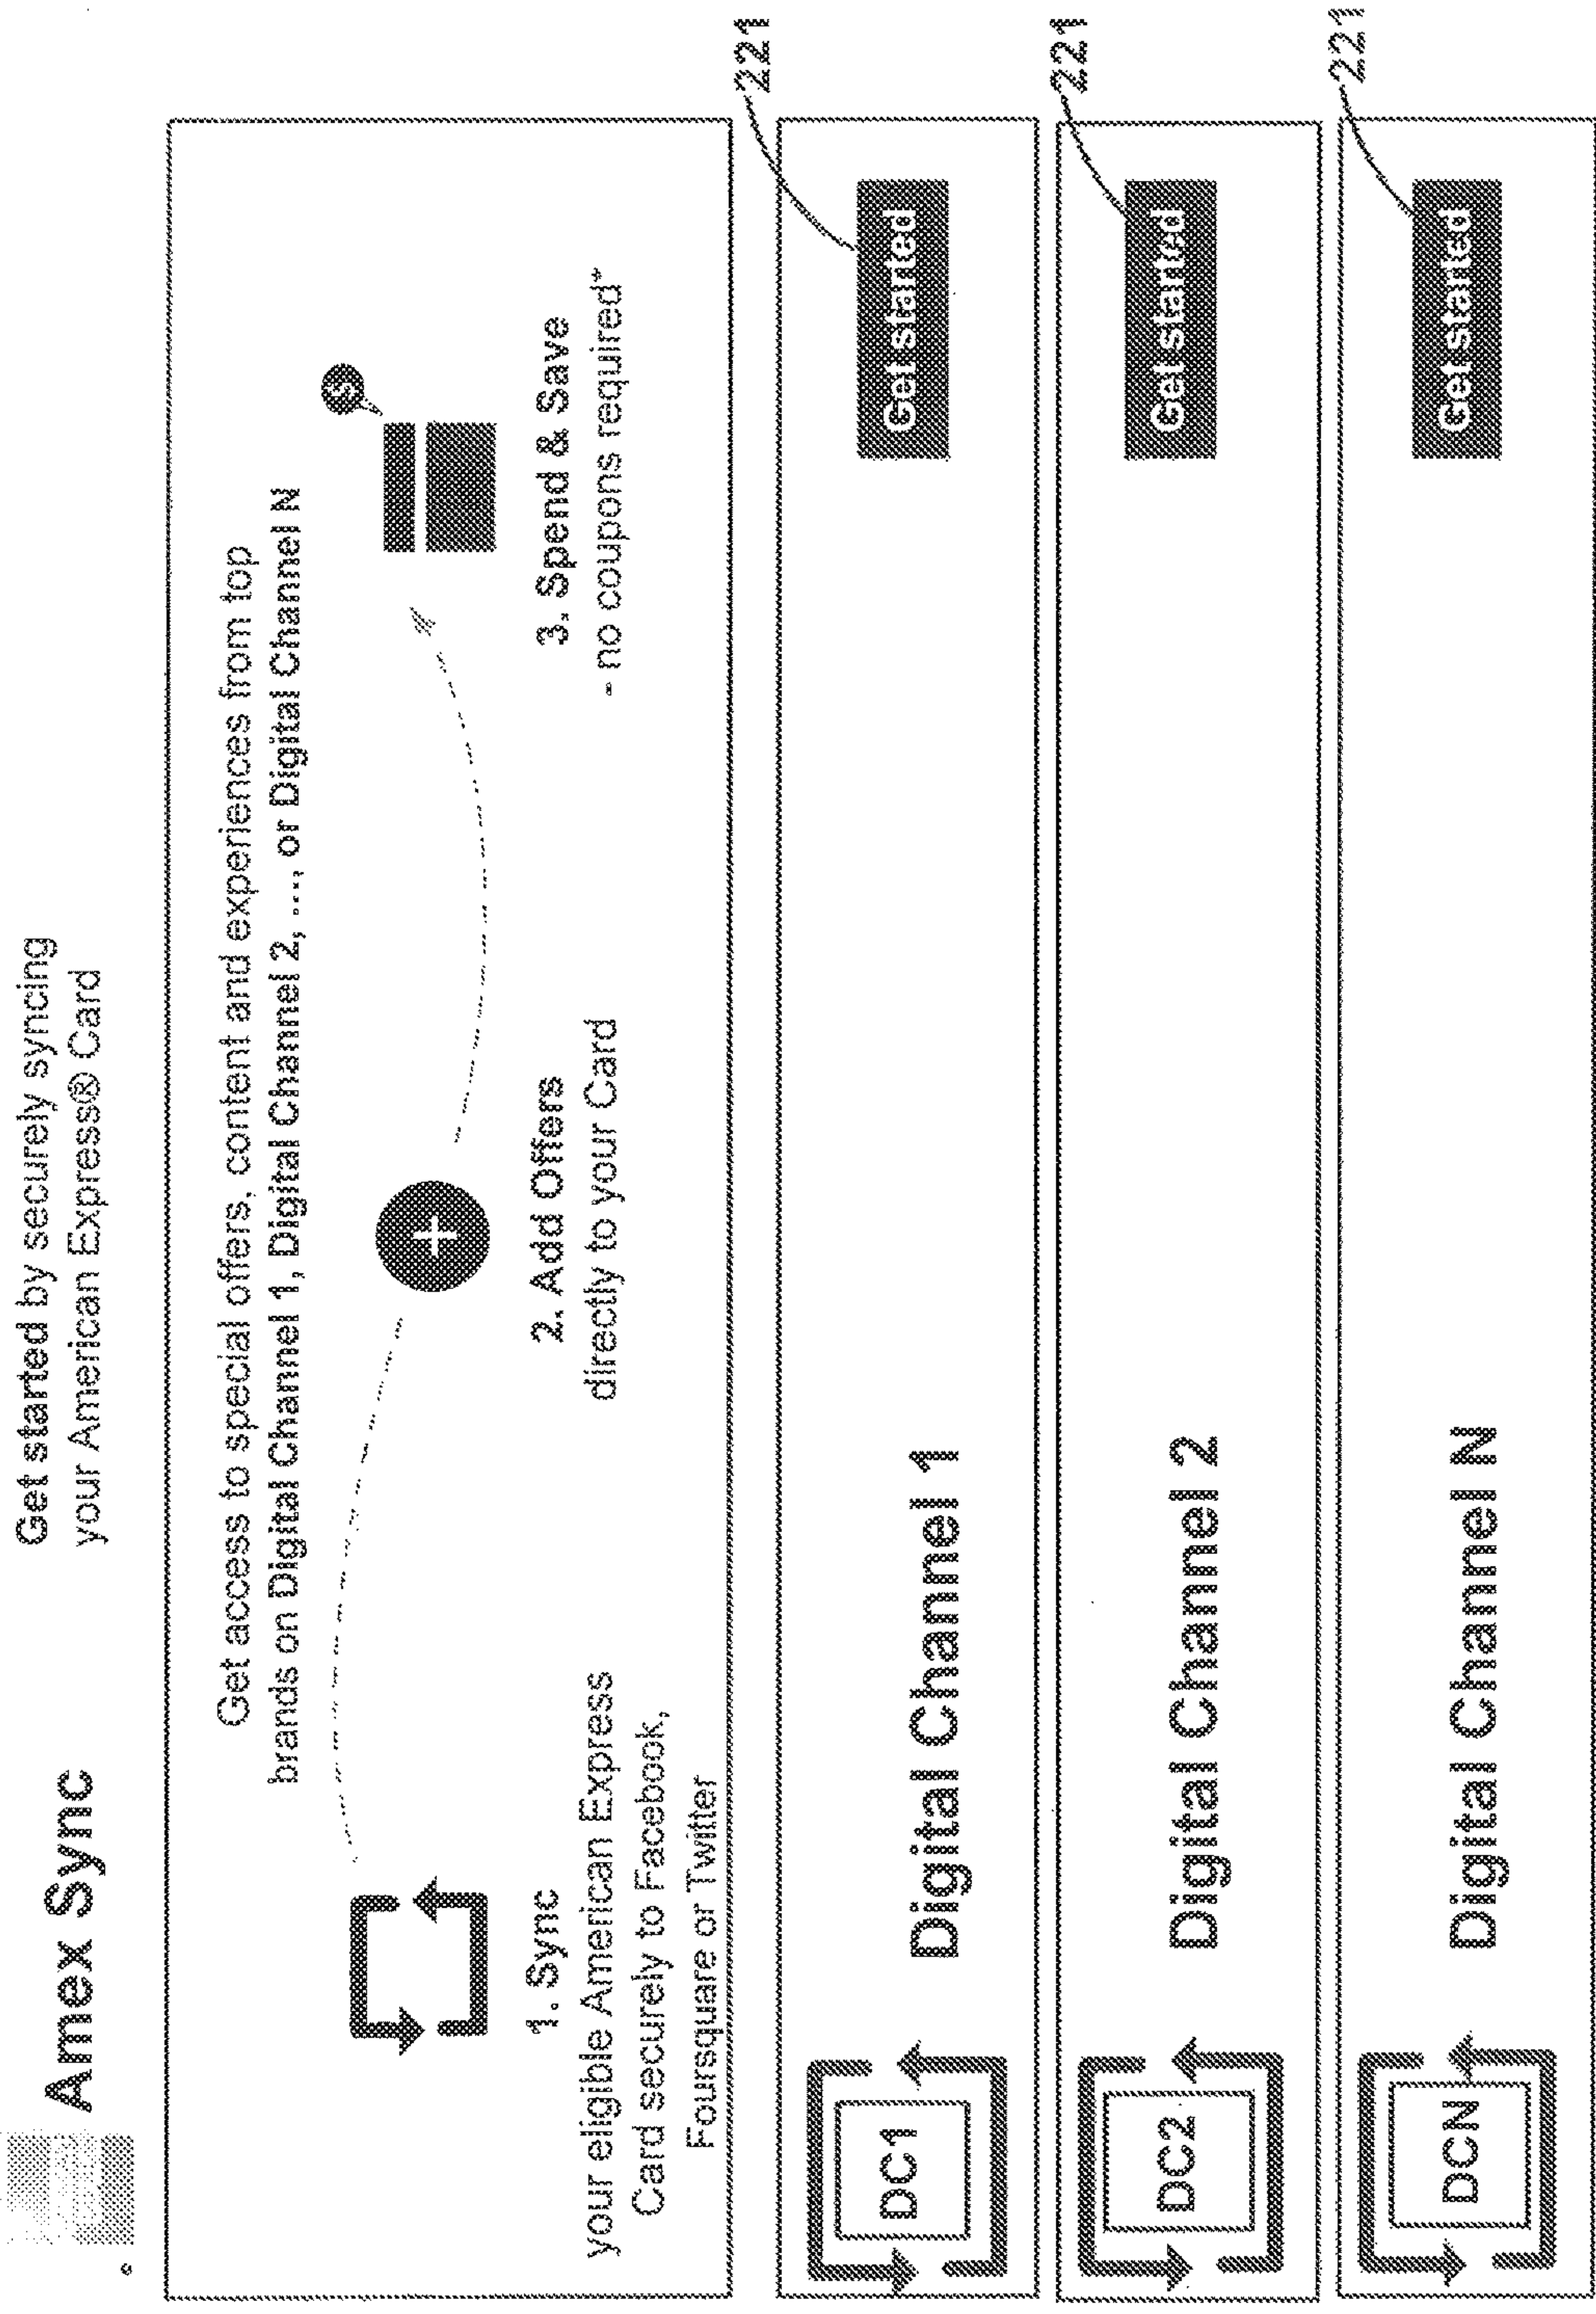 Amex Sync
Get started by securely syncing
your American Express® Card
Get access to special offers, content and experiences from top
brands on Digital Channel 1, Digital Channel 2, ..., or Digital Channel N
1. Sync
your eligible American Express
Card securely to Facebook,
Foursquare or Twitter
+
2. Add Offers
directly to your Card
$
3. Spend & Save
- no coupons required*
DC1
Digital Channel 1
Get started
221
DC2
Digital Channel 2
Get started
221
DCN
Digital Channel N
Get started
221